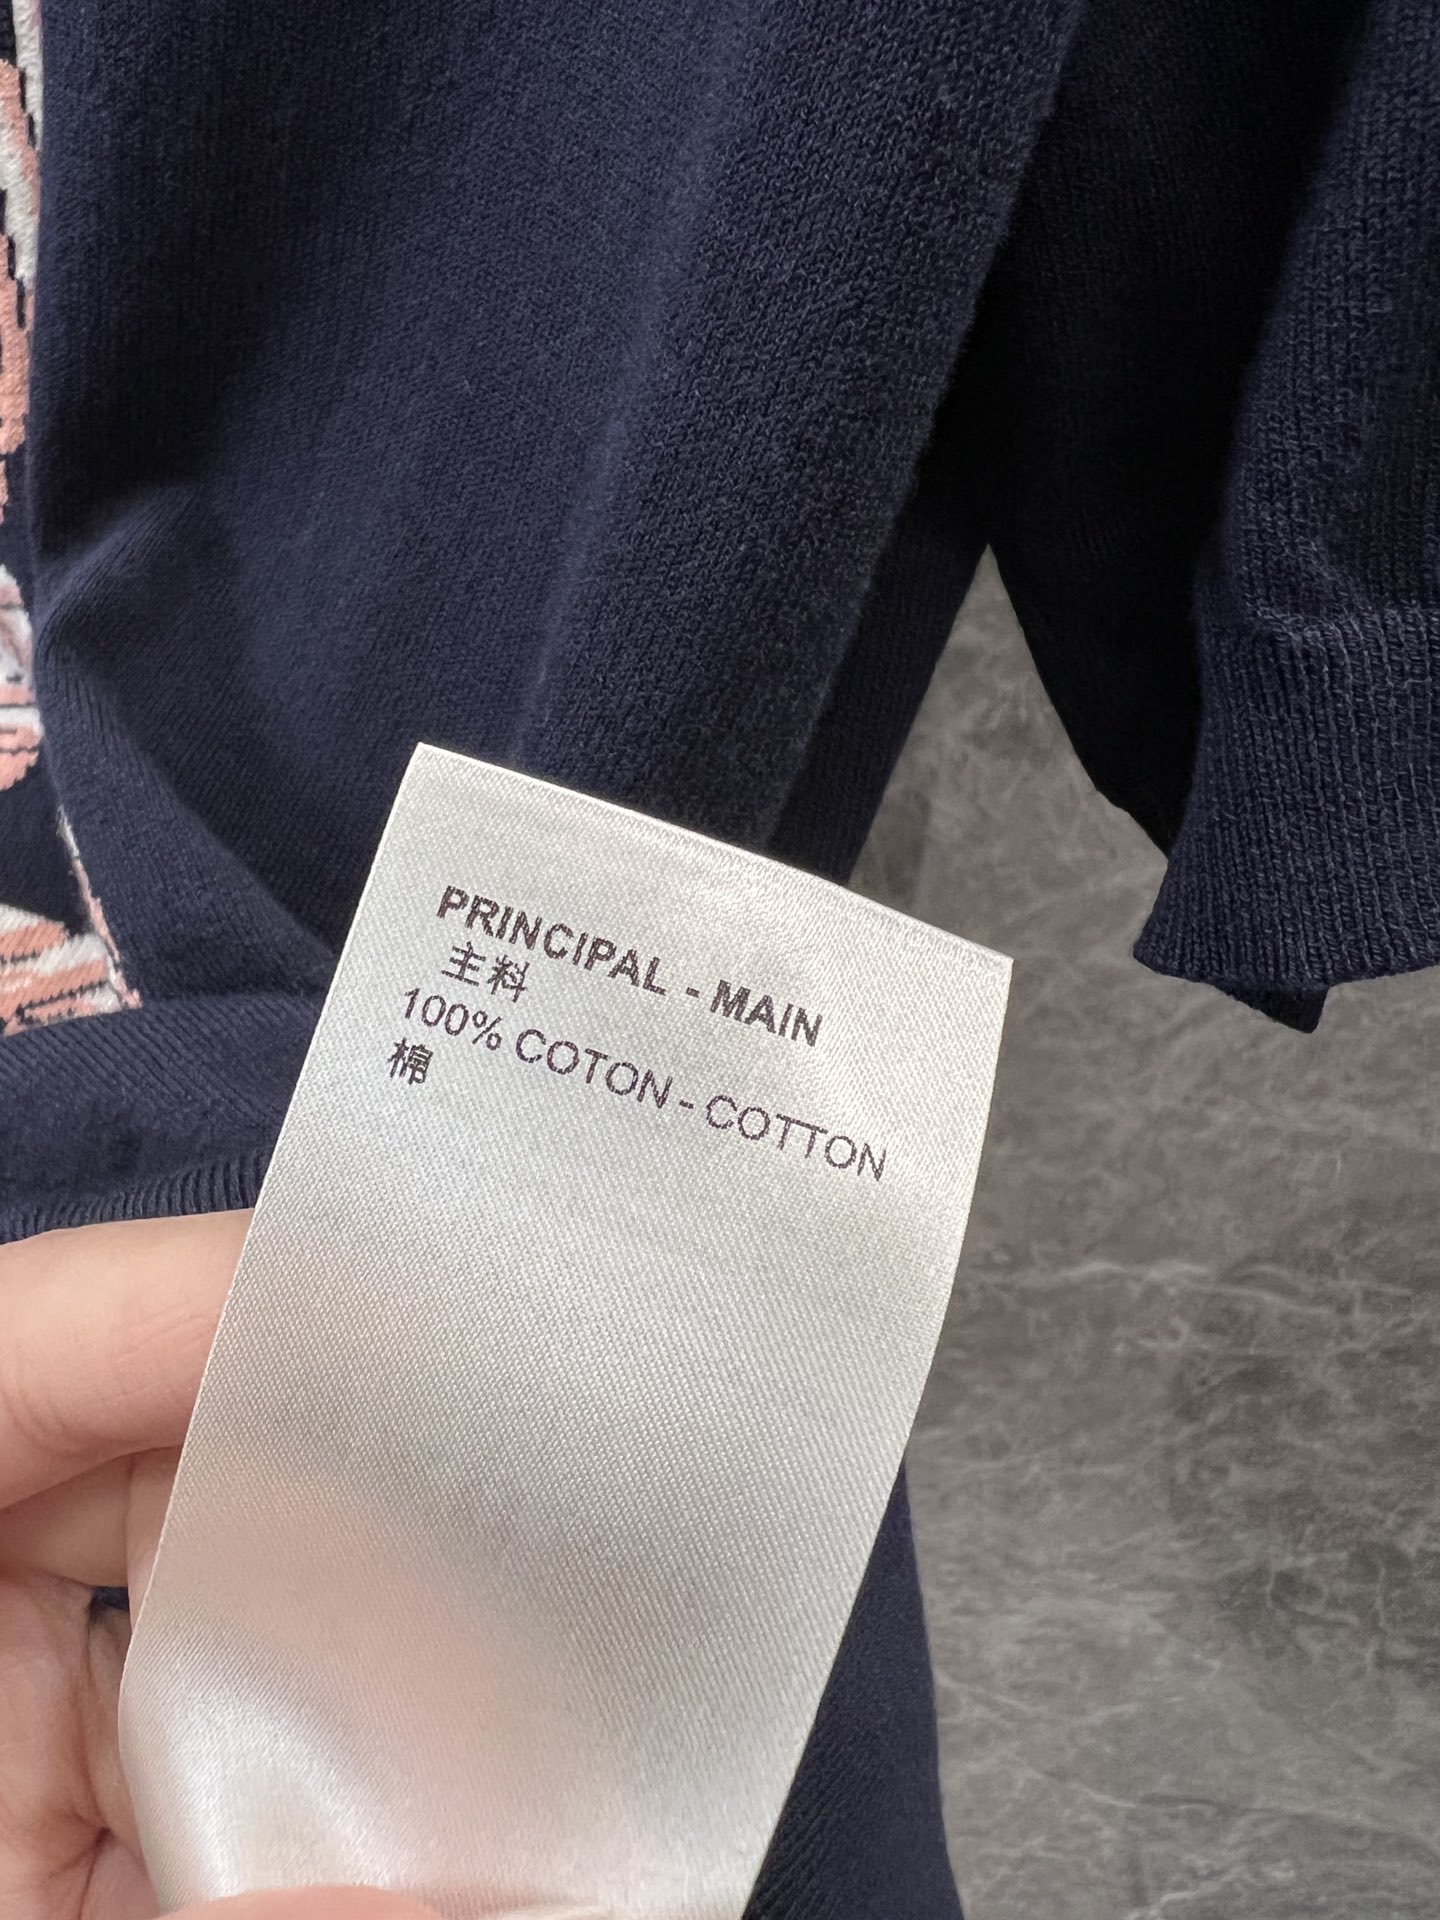 PRINCIPAL - MAIN
主料
100% COTON - COTTON
棉